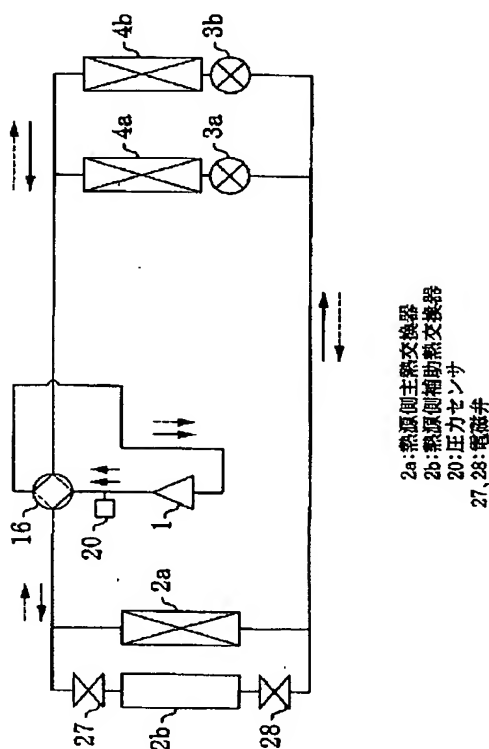 4b
3b
4a
3a
16
20
1
2a
27
2b
28
2a:熱源側主熱交換器
2b:熱源側補助熱交換器
20:圧力センサ
27,28:電磁弁